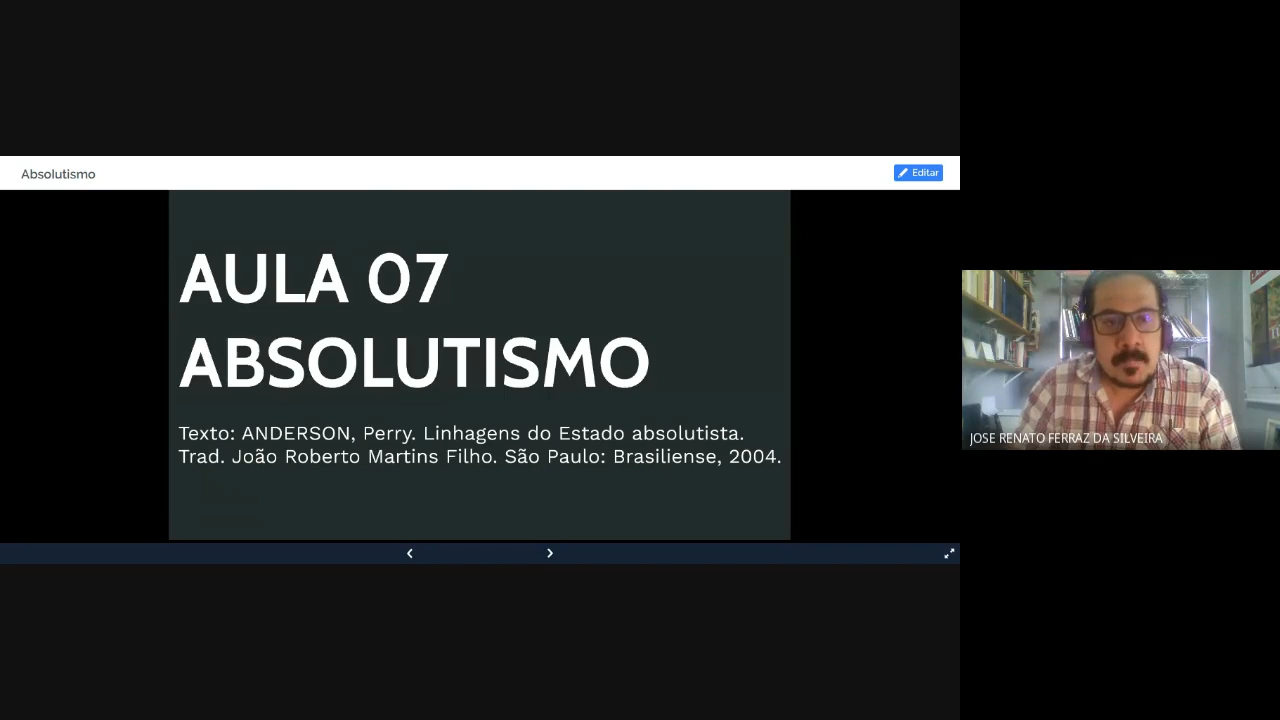 Absolutismo
Editar
AULA 07
ABSOLUTISMO
Texto: ANDERSON, Perry. Linhagens do Estado absolutista.
Trad. João Roberto Martins Filho. São Paulo: Brasiliense, 2004.
JOSE RENATO FERRAZ DA SILVEIRA